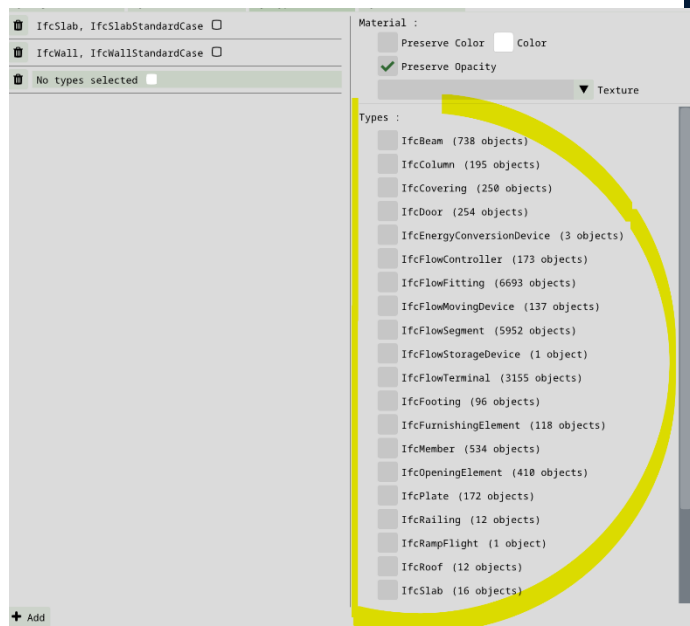 IfcSlab, IfcSlabStandardCase
IfcWall, IfcWallStandardCase
No types selected
Add
Material :
Preserve Color Color
Preserve Opacity
Texture
Types :
IfcBeam (738 objects)
IfcColumn (195 objects)
IfcCovering (250 objects)
IfcDoor (254 objects)
IfcEnergyConversionDevice (3 objects)
IfcFlowController (173 objects)
IfcFlowFitting (6693 objects)
IfcFlowMovingDevice (137 objects)
IfcFlowSegment (5952 objects)
IfcFlowStorageDevice (1 object)
IfcFlowTerminal (3155 objects)
IfcFooting (96 objects)
IfcFurnishingElement (118 objects)
IfcMember (534 objects)
IfcOpeningElement (410 objects)
IfcPlate (172 objects)
IfcRailing (12 objects)
IfcRampFlight (1 object)
IfcRoof (12 objects)
IfcSlab (16 objects)